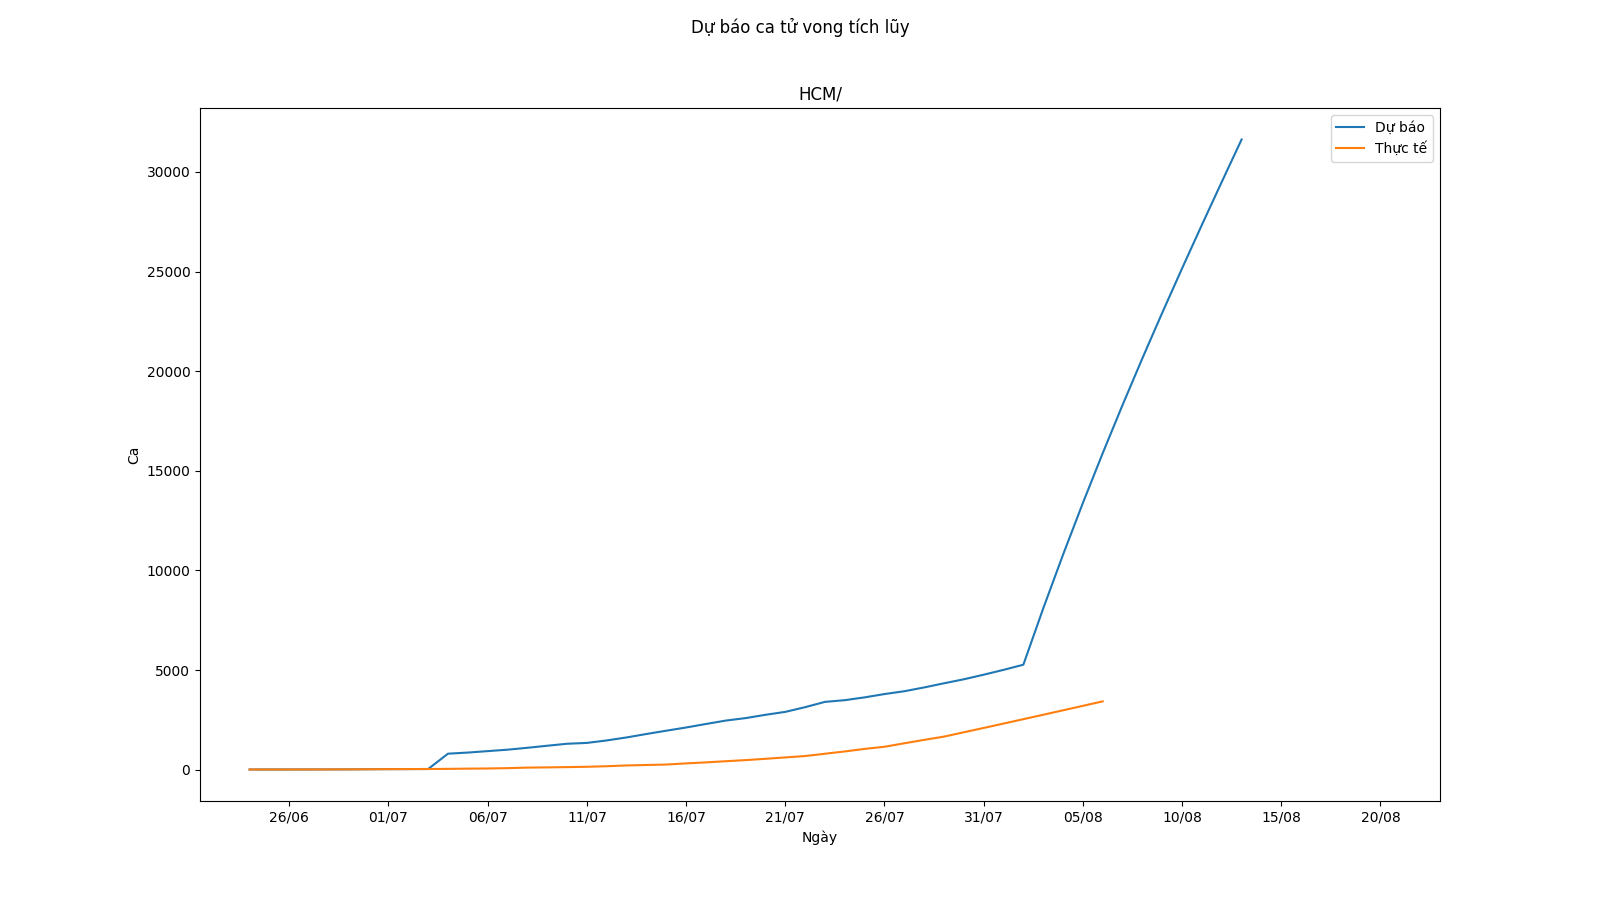 Dự báo ca tử vong tích lũy
HCM/
Dự báo
Thực tế
30000
25000
20000
15000
10000
5000
0
Ca
26/06 01/07 06/07 11/07 16/07 21/07 26/07 31/07 05/08 10/08 15/08 20/08
Ngày